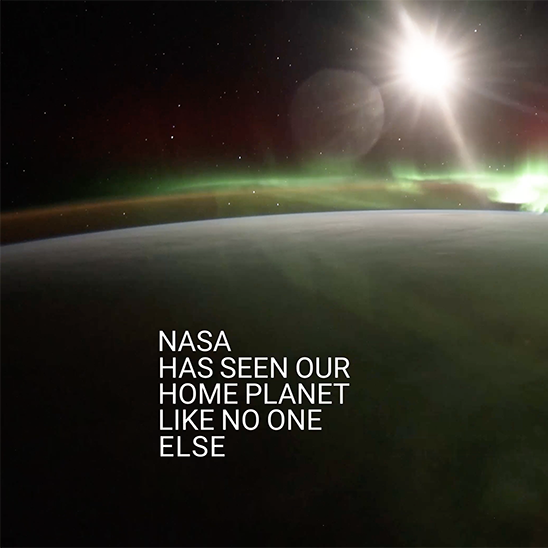 NASA
HAS SEEN OUR
HOME PLANET
LIKE NO ONE
ELSE